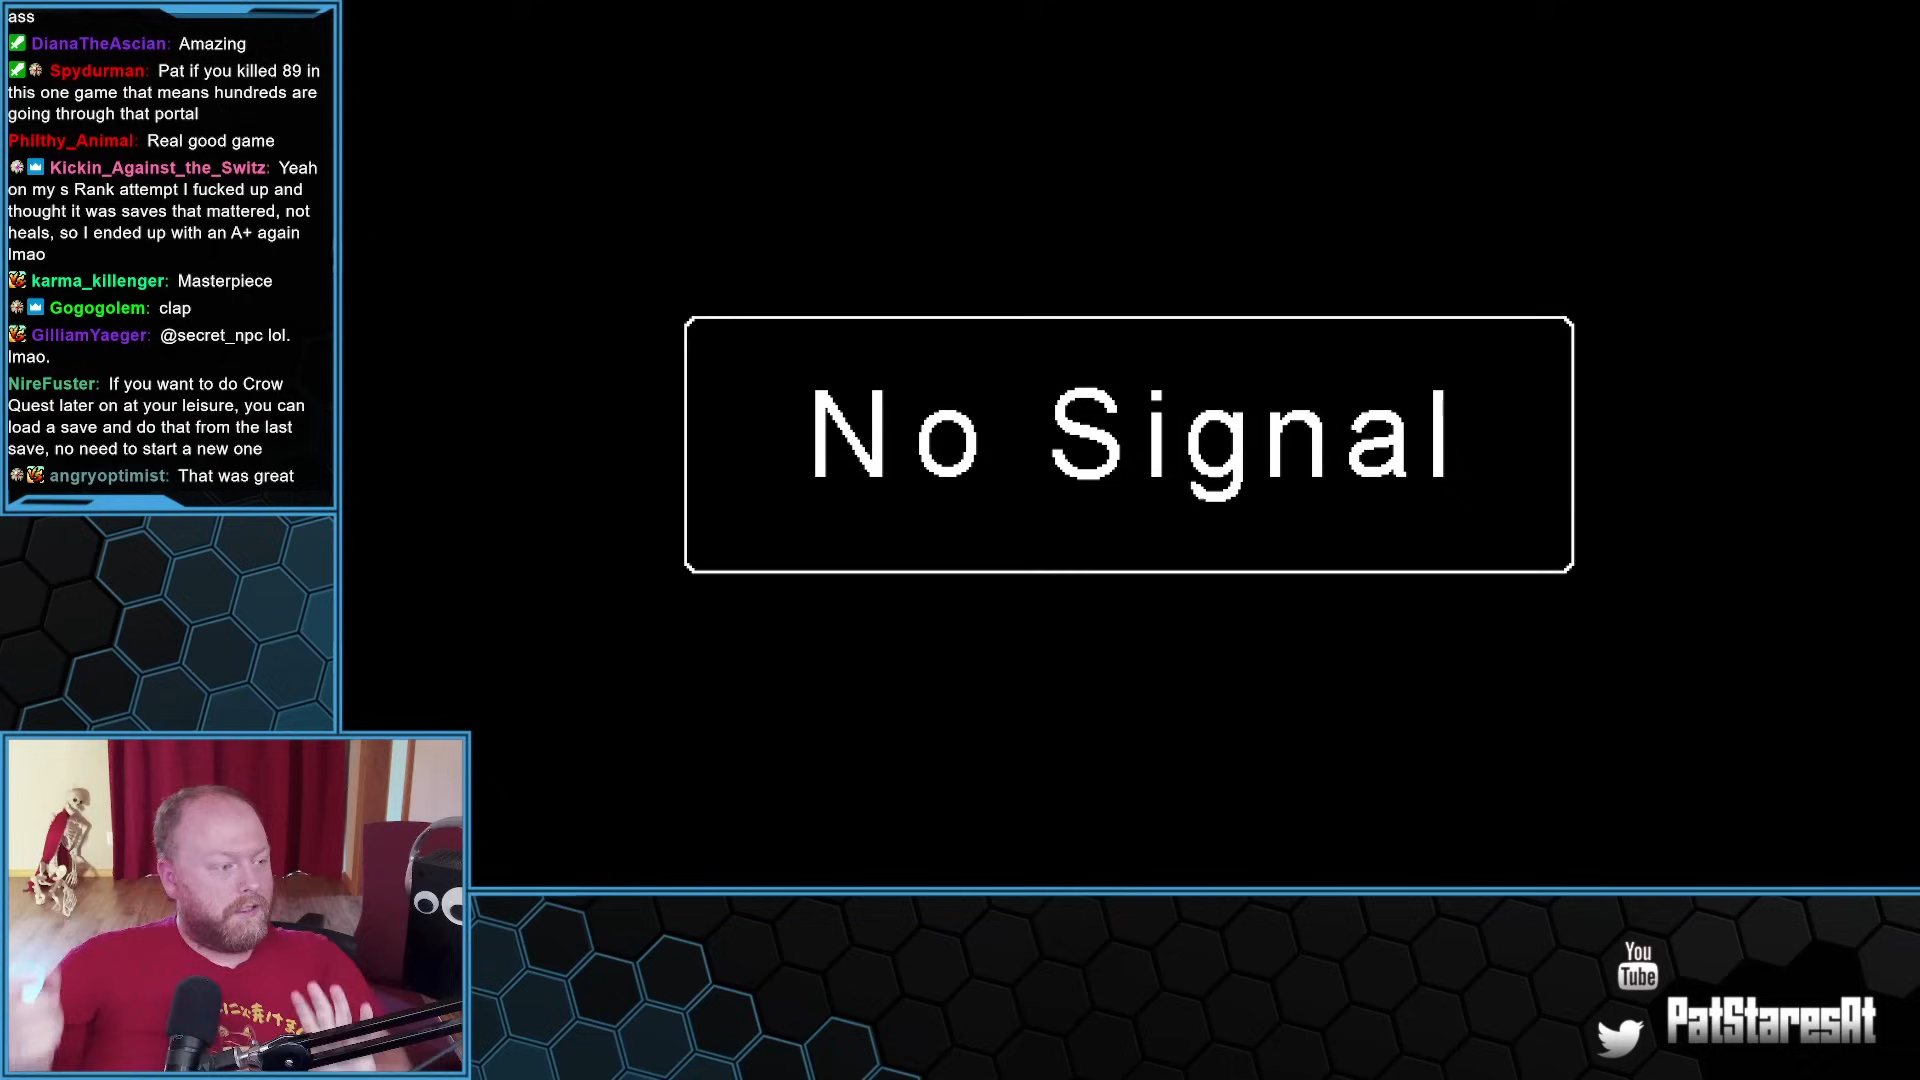 ass
DianaTheAscian: Amazing
Spydurman: Pat if you killed 89 in
this one game that means hundreds are
going through that portal
Philthy_Animal: Real good game
Kickin_Against_the_Switz: Yeah
on my s Rank attempt I fucked up and
thought it was saves that mattered, not
heals, so I ended up with an A+ again
lmao
karma_killenger: Masterpiece
Gogogolem: clap
GilliamYaeger: @secret_npc lol.
lmao.
NireFuster: If you want to do Crow
Quest later on at your leisure, you can
load a save and do that from the last
save, no need to start a new one
angryoptimist: That was great
No Signal
You
Tube
PatStaresAt